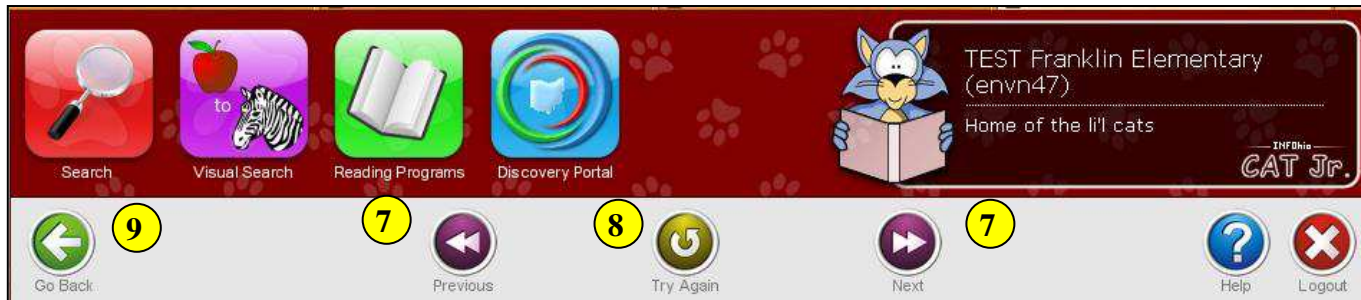 to
Search
Visual Search
Reading Programs
Discovery Portal
TEST Franklin Elementary
(envn47)
Home of the li'l cats
INFOhio
CAT Jr.
9
7
8
7
Go Back
Previous
Try Again
Next
?
Help
Logout